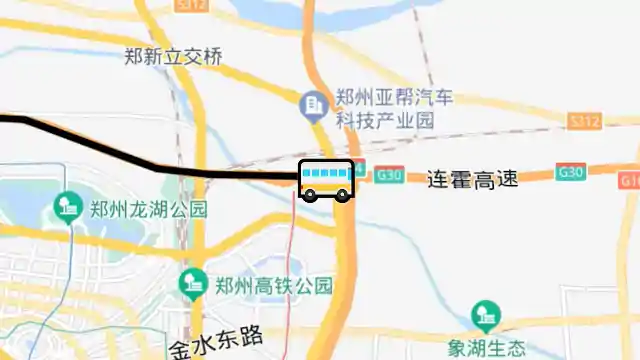 S312
郑新立交桥
郑州亚帮汽车
科技产业园
S312
G30
连霍高速
G30
郑州龙湖公园
郑州高铁公园
金水东路
象湖生态